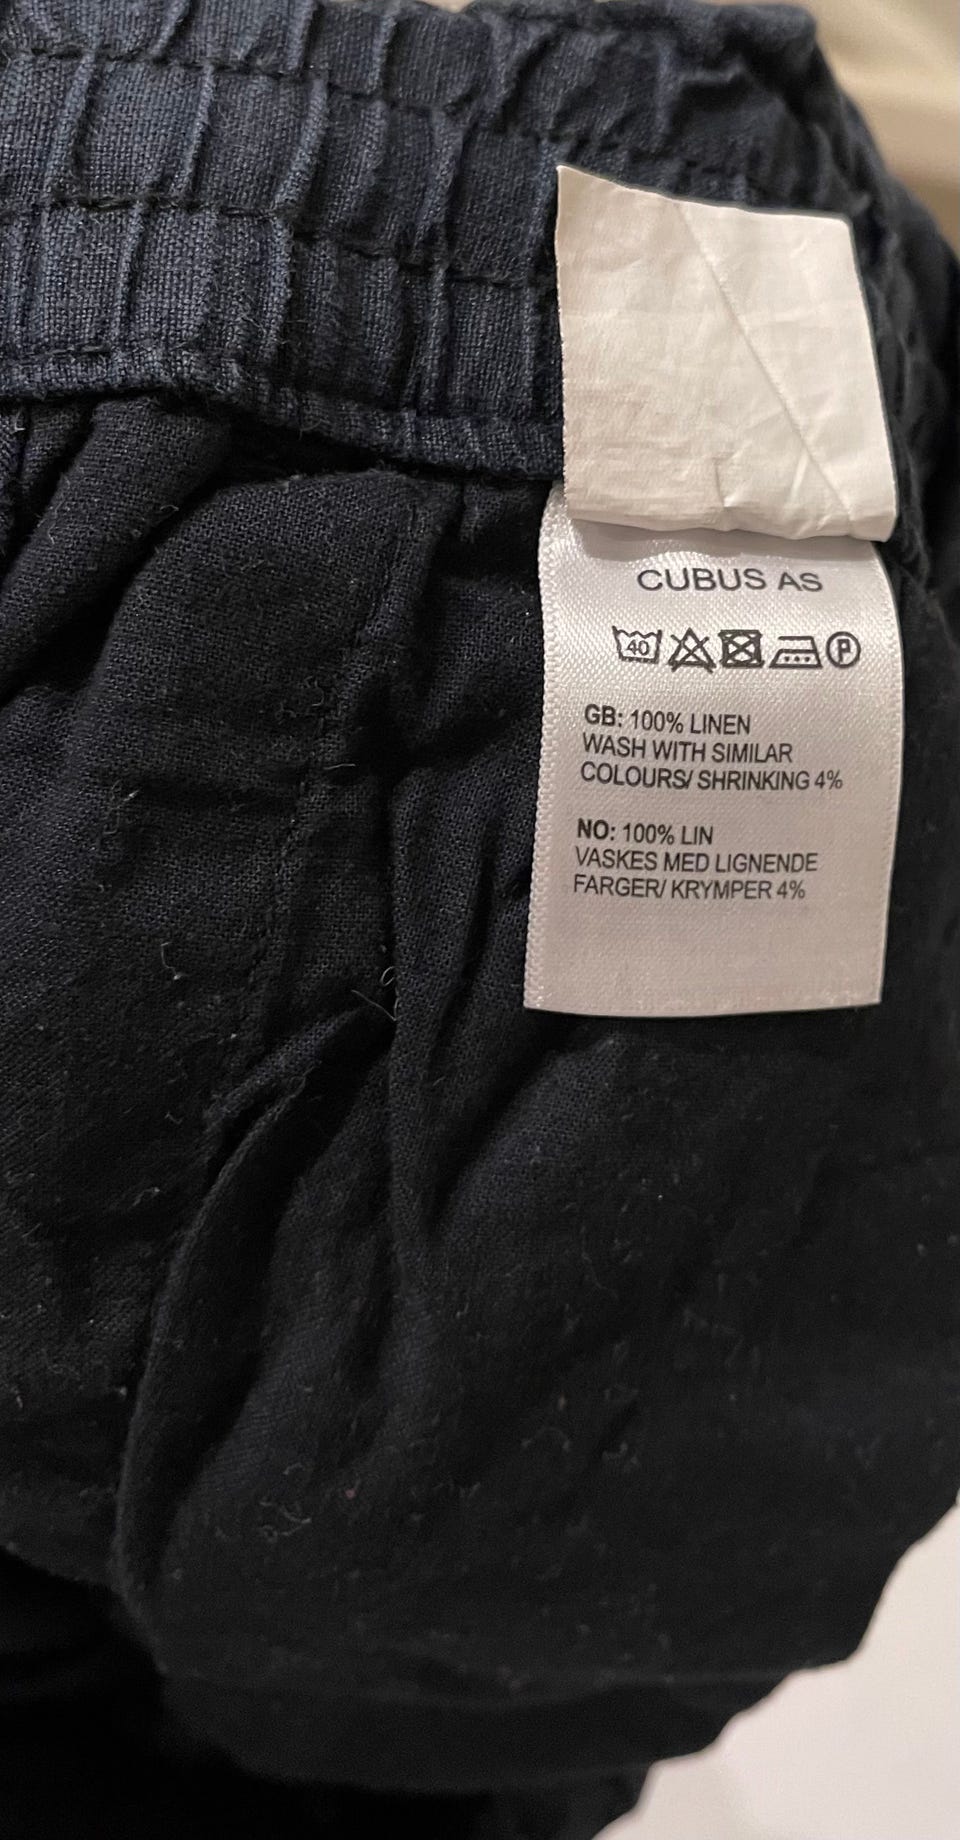 CUBUS AS
40 P
GB: 100% LINEN
WASH WITH SIMILAR
COLOURS/ SHRINKING 4%
NO: 100% LIN
VASKES MED LIGNENDE
FARGER/ KRYMPER 4%